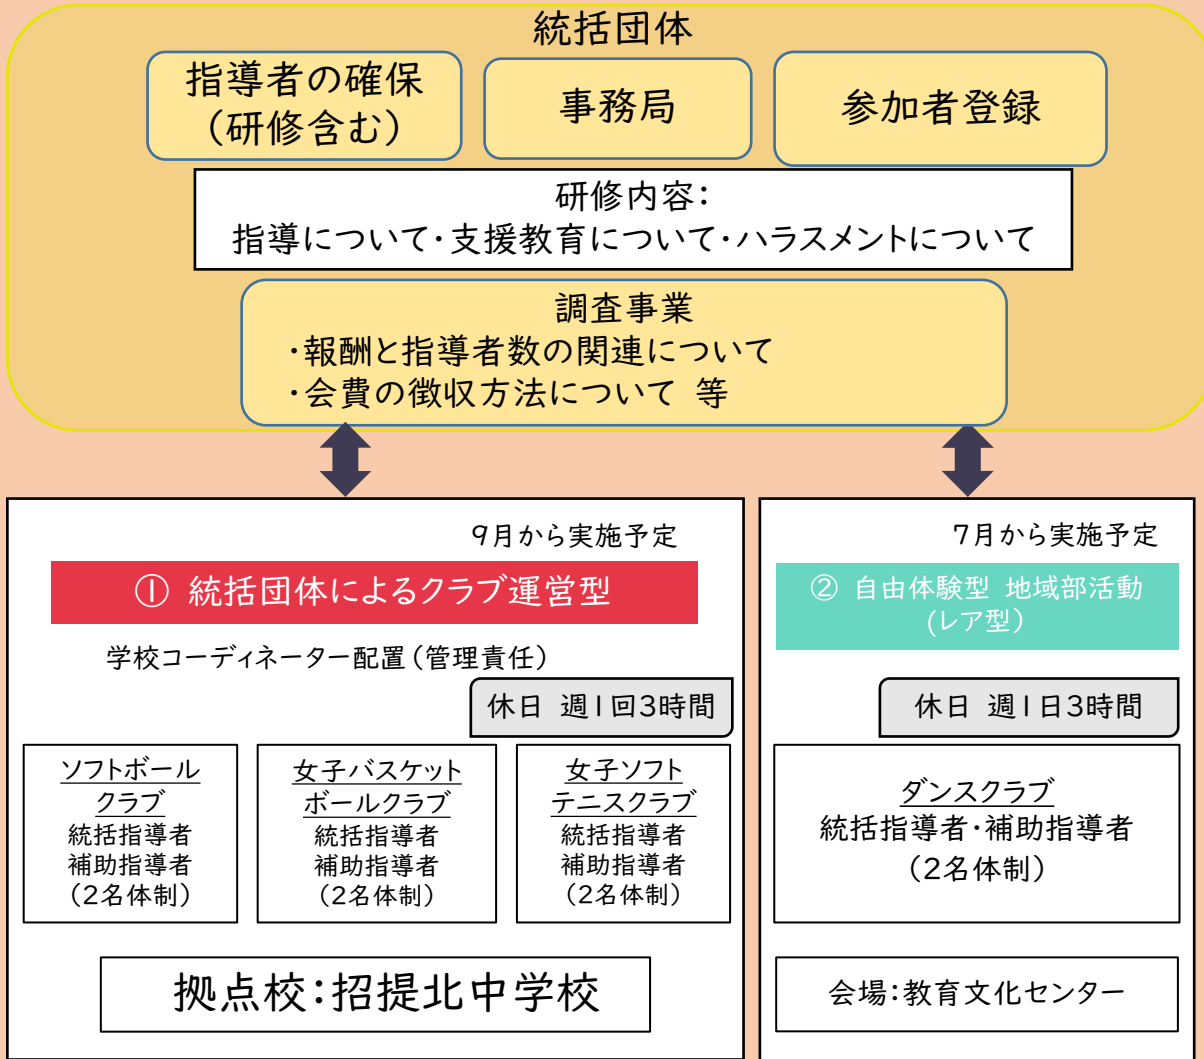 統括団体
指導者の確保
(研修含む)
事務局
参加者登録
研修内容:
指導について・支援教育について・ハラスメントについて
調査事業
・報酬と指導者数の関連について
・会費の徴収方法について 等
9月から実施予定
① 統括団体によるクラブ運営型
学校コーディネーター配置(管理責任)
休日 週1回3時間
ソフトボール
クラブ
統括指導者
補助指導者
(2名体制)
女子バスケット
ボールクラブ
統括指導者
補助指導者
(2名体制)
女子ソフト
テニスクラブ
統括指導者
補助指導者
(2名体制)
拠点校:招提北中学校
7月から実施予定
② 自由体験型 地域部活動
(レア型)
休日 週1日3時間
ダンスクラブ
統括指導者・補助指導者
(2名体制)
会場:教育文化センター